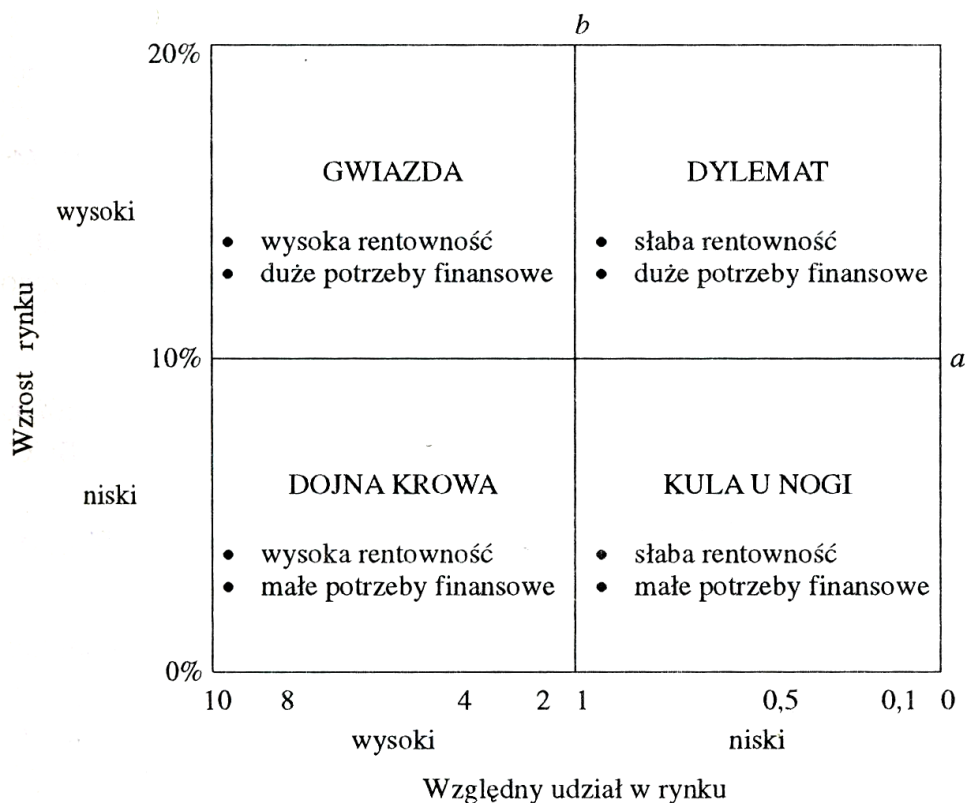 b
20%
GWIAZDA
DYLEMAT
wysoki
• wysoka rentowność
• duże potrzeby finansowe
• słaba rentowność
• duże potrzeby finansowe
Wzrost rynku
10%
a
niski
DOJNA KROWA
KULA U NOGI
• wysoka rentowność
• małe potrzeby finansowe
• słaba rentowność
• małe potrzeby finansowe
0%
10 8 4 2 1 0,5 0,1 0
wysoki niski
Względny udział w rynku